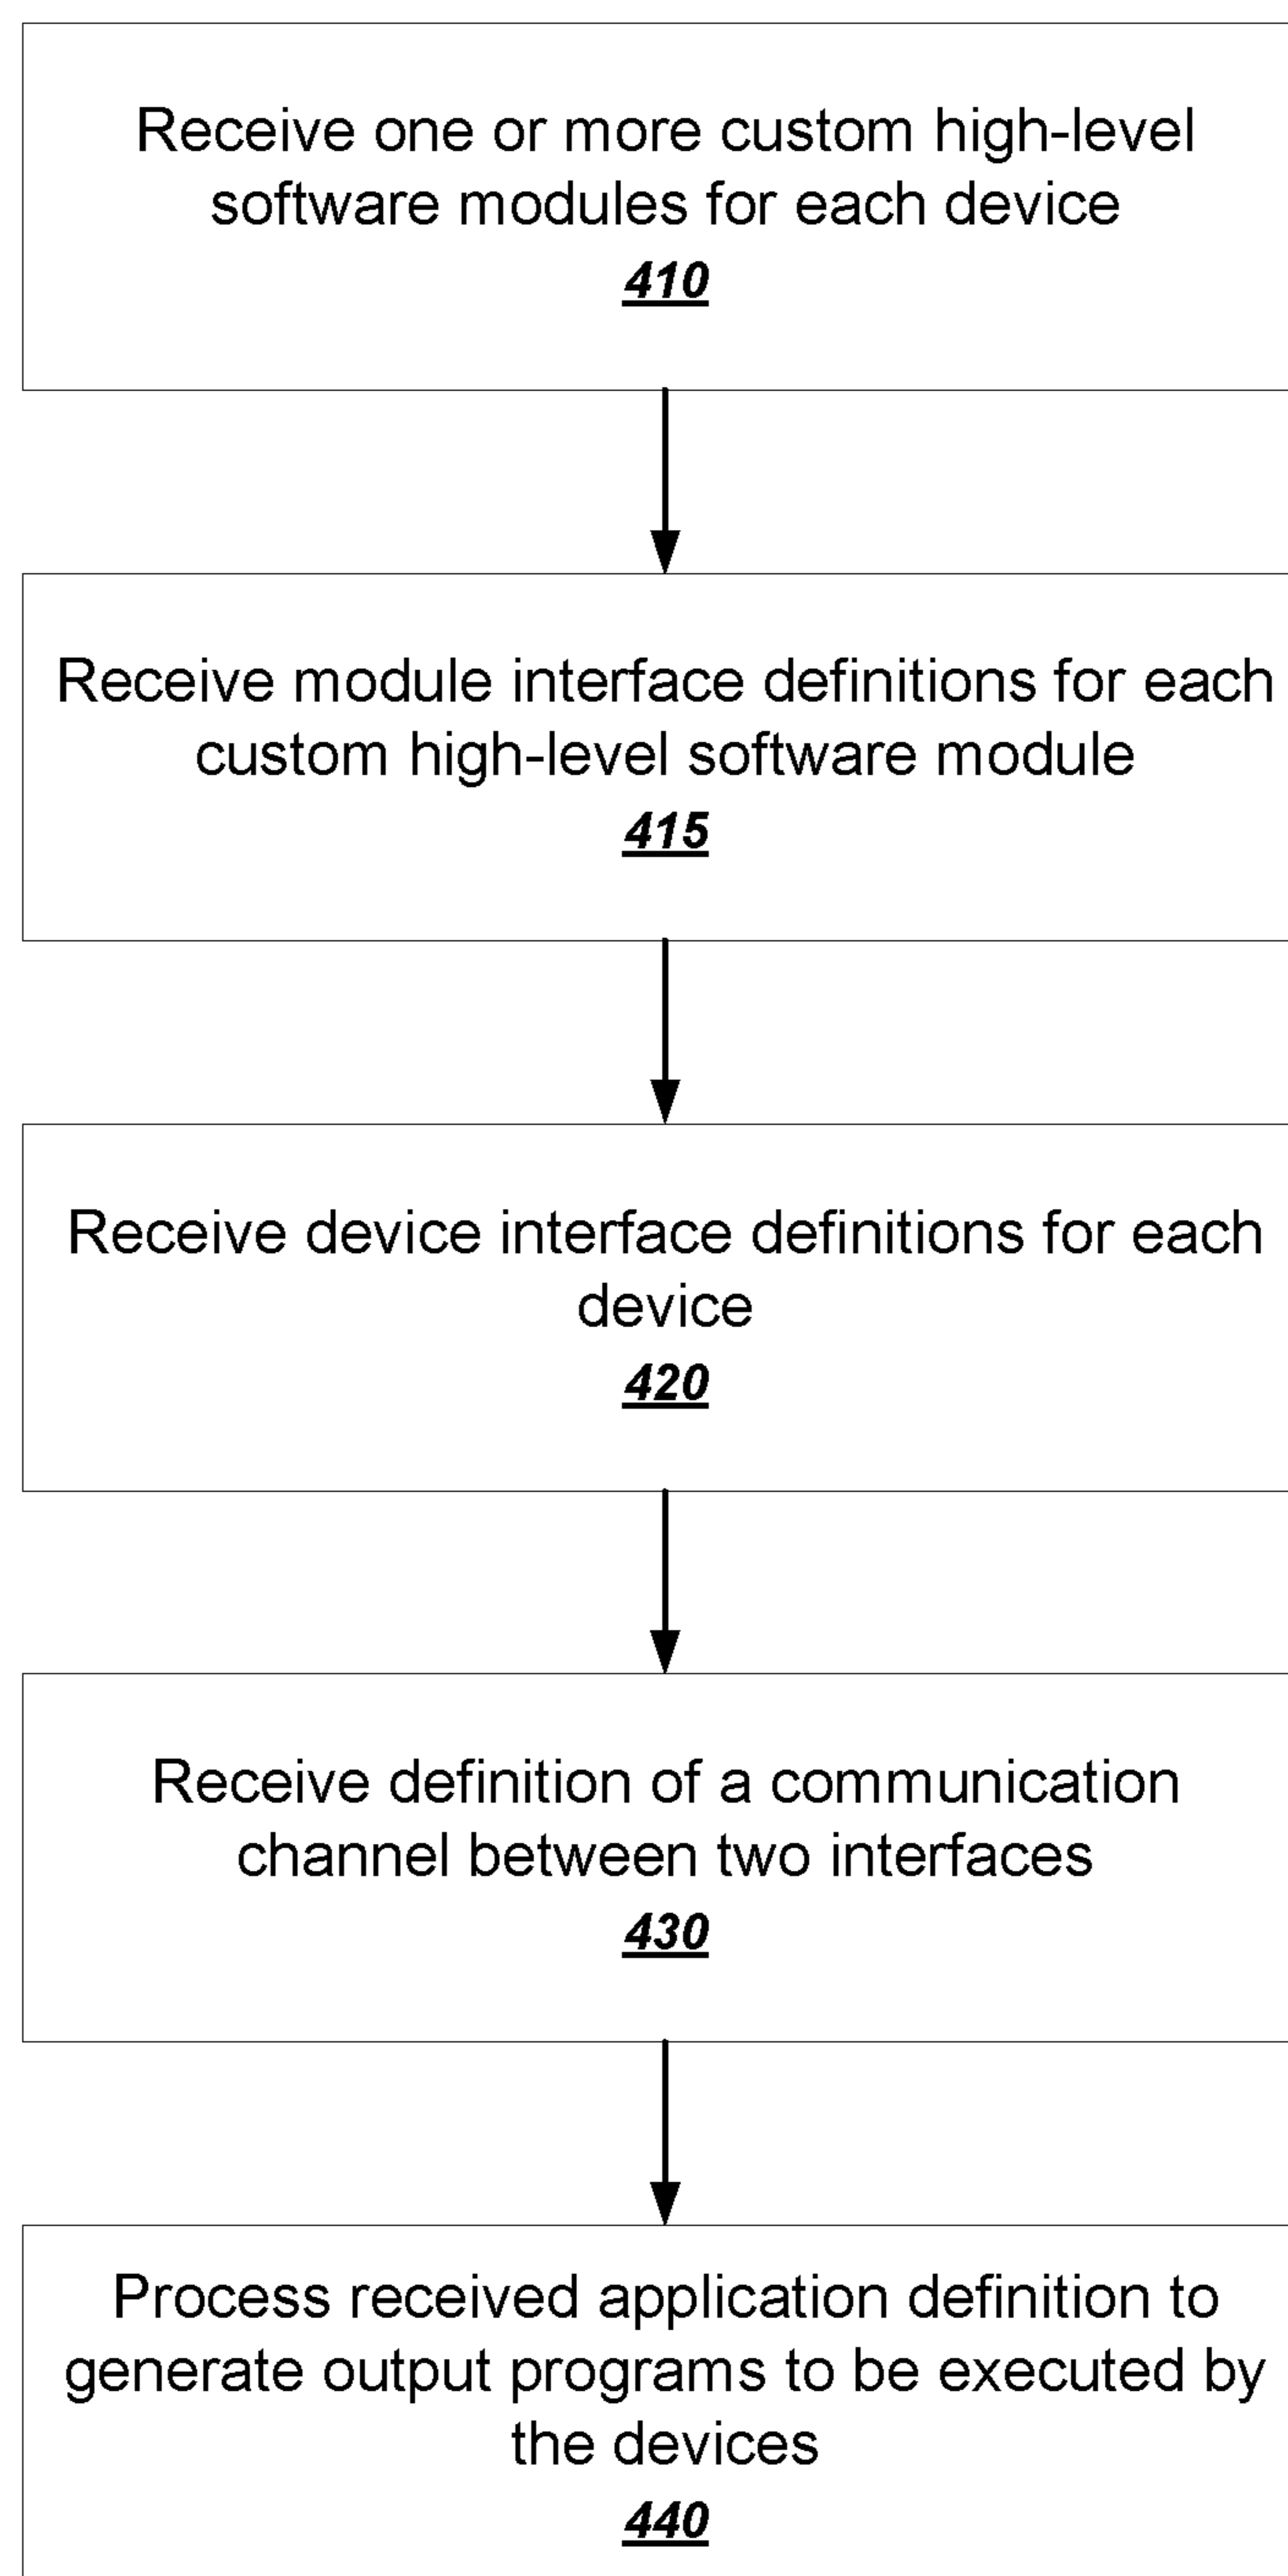 Receive one or more custom high-level
software modules for each device
410
Receive module interface definitions for each
custom high-level software module
415
Receive device interface definitions for each
device
420
Receive definition of a communication
channel between two interfaces
430
Process received application definition to
generate output programs to be executed by
the devices
440